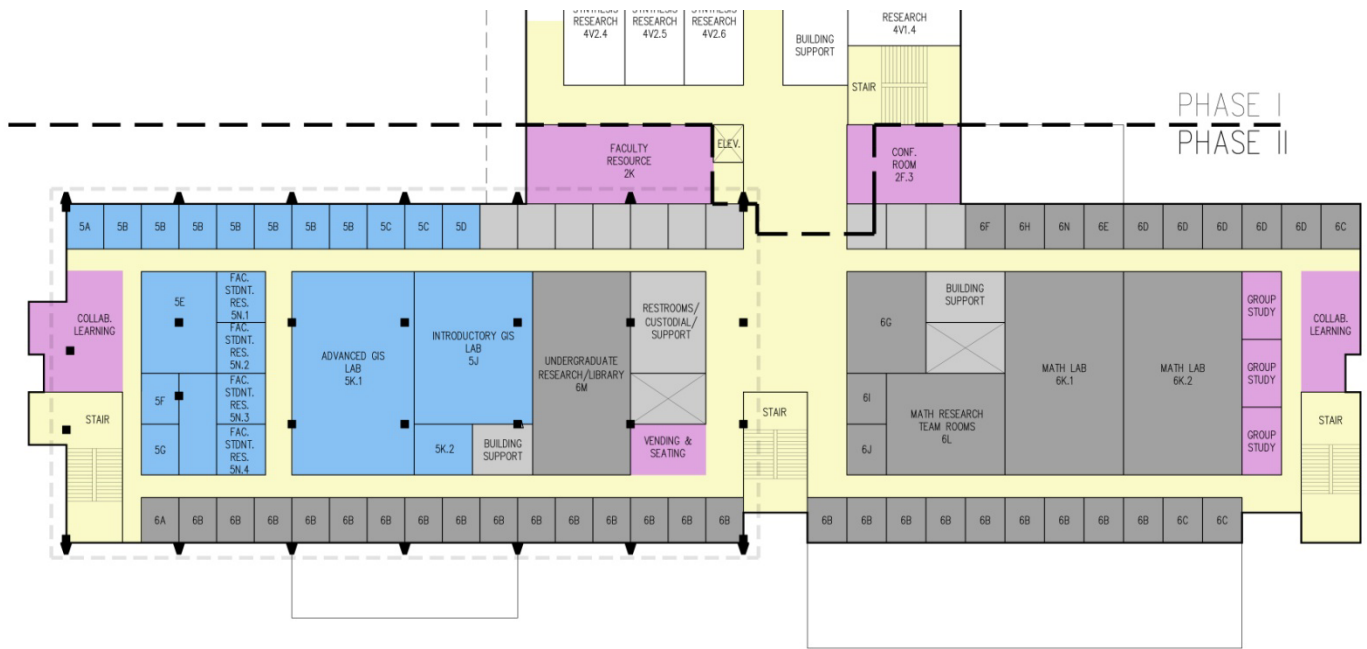 SYNTHESIS SYNTHESIS SYNTHESIS
RESEARCH RESEARCH RESEARCH
4V2.4 4V2.5 4V2.6
BUILDING
SUPPORT
RESEARCH
4V1.4
STAIR
PHASE I
PHASE II
FACULTY
RESOURCE
2K
ELEV.
CONF.
ROOM
2F.3
5A 5B 5B 5B 5B 5B 5B 5B 5C 5C 5D
6F 6H 6N 6E 6D 6D 6D 6D 6D 6C
COLLAB.
LEARNING
STAIR
5E
5F
5G
FAC.
STDNT.
RES.
5N.1
FAC.
STDNT.
RES.
5N.2
FAC.
STDNT.
RES.
5N.3
FAC.
STDNT.
RES.
5N.4
ADVANCED GIS
LAB
5K.1
INTRODUCTORY GIS
LAB
5J
5K.2
BUILDING
SUPPORT
UNDERGRADUATE
RESEARCH/LIBRARY
6M
RESTROOMS/
CUSTODIAL/
SUPPORT
VENDING &
SEATING
STAIR
6G
BUILDING
SUPPORT
6I
6J
MATH RESEARCH
TEAM ROOMS
6L
MATH LAB
6K.1
MATH LAB
6K.2
GROUP
STUDY
GROUP
STUDY
GROUP
STUDY
COLLAB.
LEARNING
STAIR
6A 6B 6B 6B 6B 6B 6B 6B 6B 6B 6B 6B 6B 6B 6B 6B
6B 6B 6B 6B 6B 6B 6B 6B 6B 6C 6C